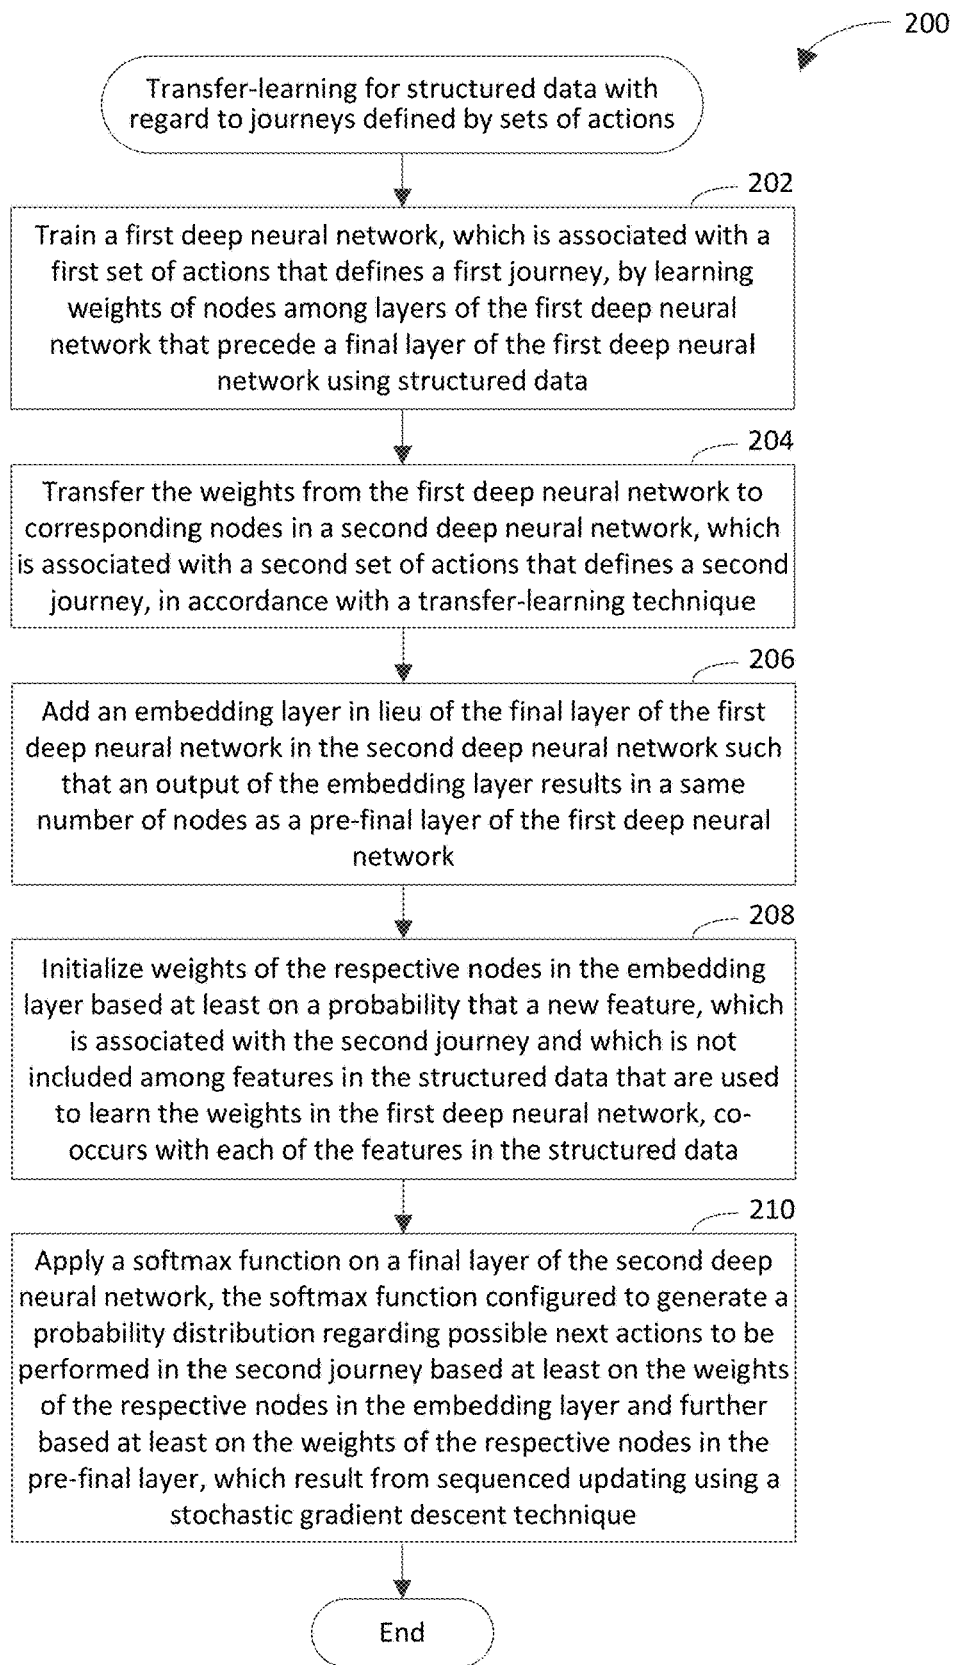 200
Transfer-learning for structured data with
regard to journeys defined by sets of actions
202
Train a first deep neural network, which is associated with a
first set of actions that defines a first journey, by learning
weights of nodes among layers of the first deep neural
network that precede a final layer of the first deep neural
network using structured data
204
Transfer the weights from the first deep neural network to
corresponding nodes in a second deep neural network, which
is associated with a second set of actions that defines a second
journey, in accordance with a transfer-learning technique
206
Add an embedding layer in lieu of the final layer of the first
deep neural network in the second deep neural network such
that an output of the embedding layer results in a same
number of nodes as a pre-final layer of the first deep neural
network
208
Initialize weights of the respective nodes in the embedding
layer based at least on a probability that a new feature, which
is associated with the second journey and which is not
included among features in the structured data that are used
to learn the weights in the first deep neural network, co-
occurs with each of the features in the structured data
210
Apply a softmax function on a final layer of the second deep
neural network, the softmax function configured to generate a
probability distribution regarding possible next actions to be
performed in the second journey based at least on the weights
of the respective nodes in the embedding layer and further
based at least on the weights of the respective nodes in the
pre-final layer, which result from sequenced updating using a
stochastic gradient descent technique
End